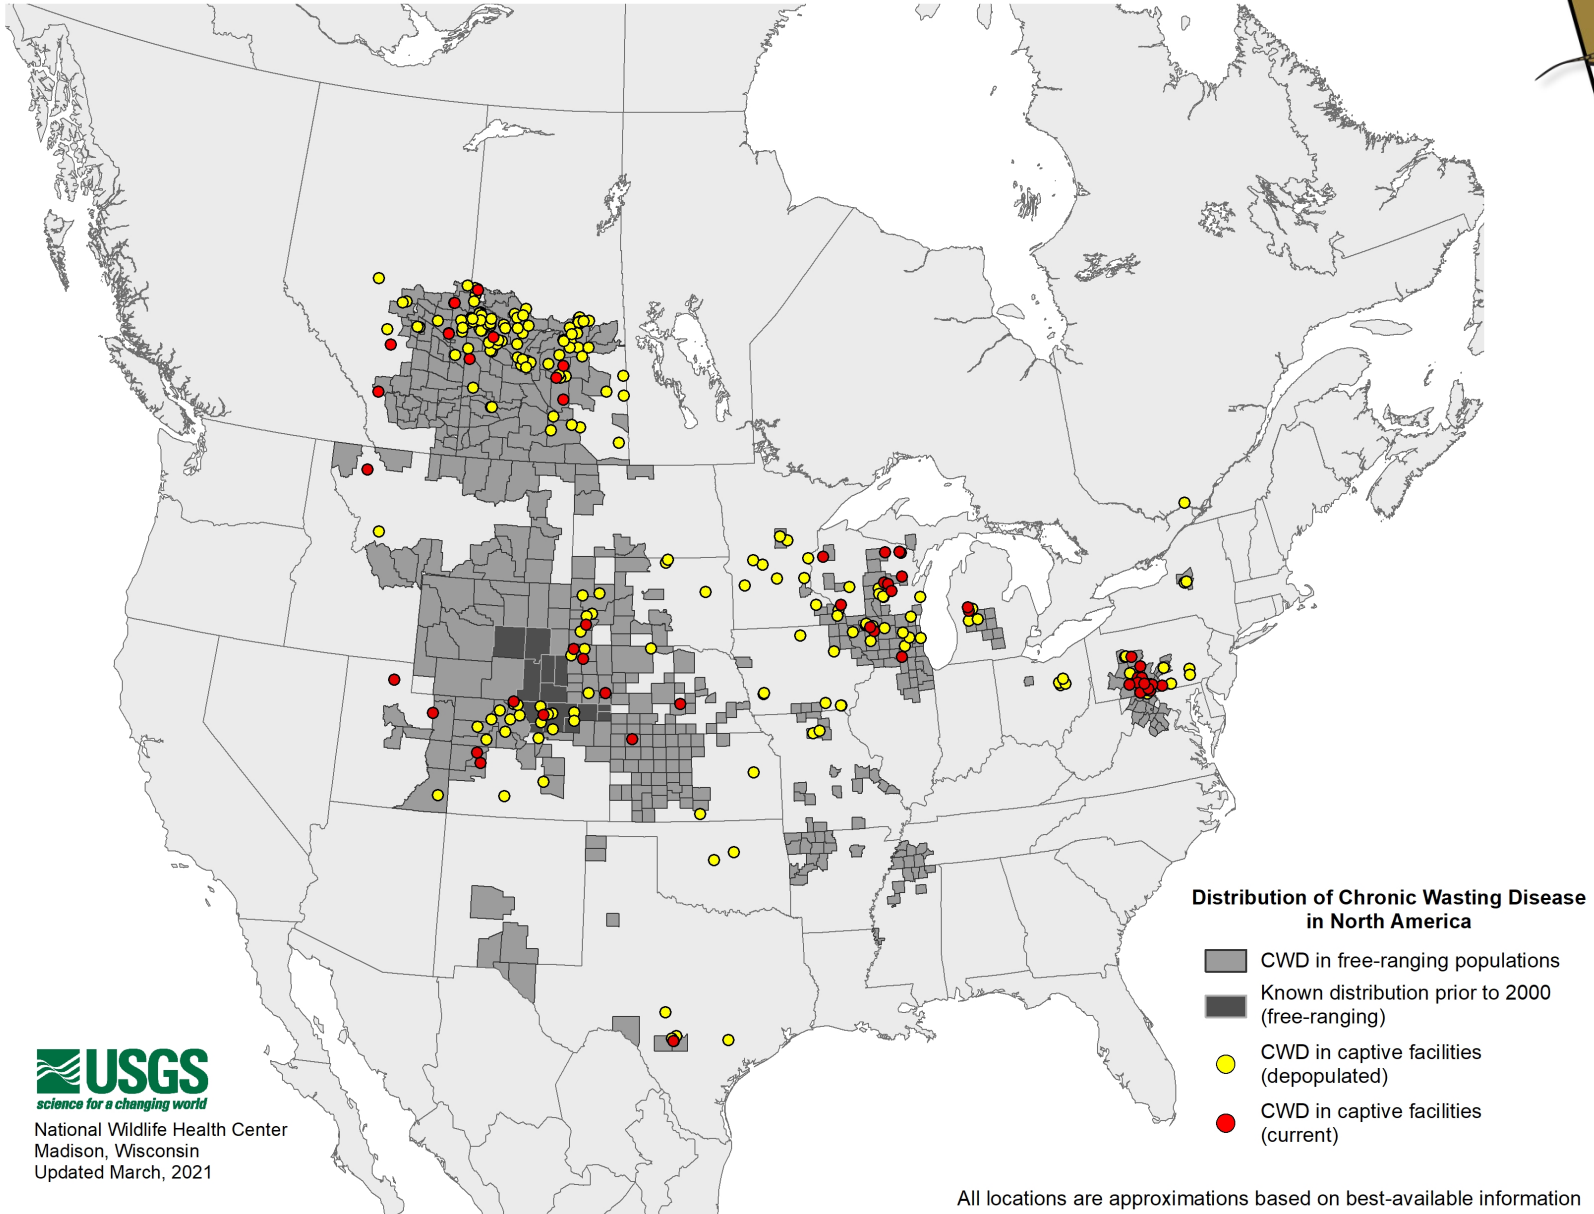 Distribution of Chronic Wasting Disease
in North America
CWD in free-ranging populations
Known distribution prior to 2000
(free-ranging)
CWD in captive facilities
(depopulated)
CWD in captive facilities
(current)
USGS
science for a changing world
National Wildlife Health Center
Madison, Wisconsin
Updated March, 2021
All locations are approximations based on best-available information